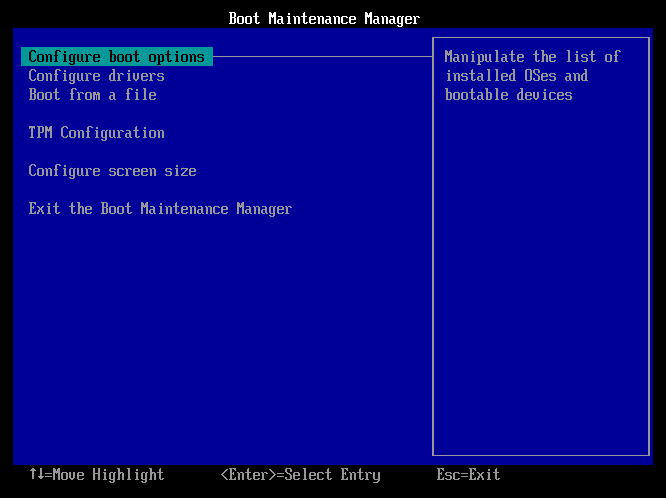 Boot Maintenance Manager
Configure boot options
Configure drivers
Boot from a file
TPM Configuration
Configure screen size
Exit the Boot Maintenance Manager
Manipulate the list of
installed OSes and
bootable devices
↑↓=Move Highlight <Enter>=Select Entry Esc=Exit